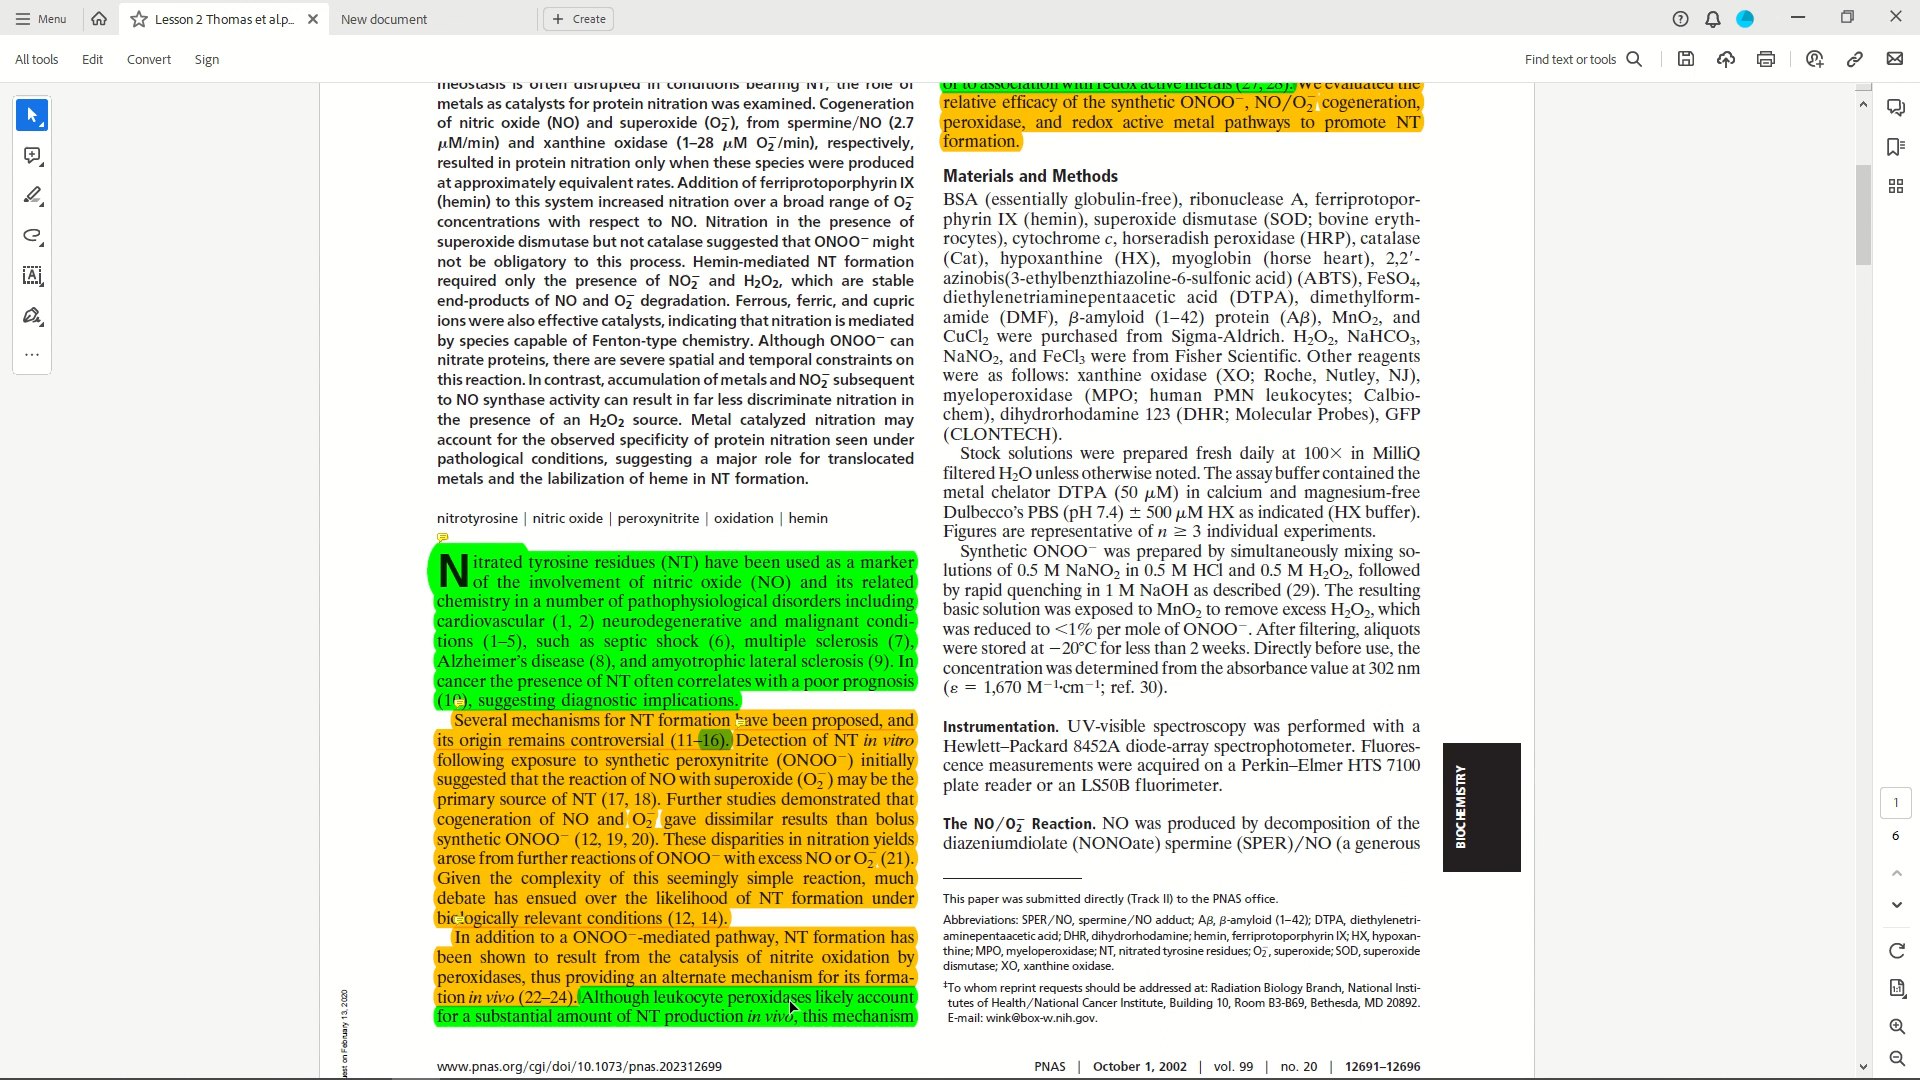 Menu
Lesson 2 Thomas et al.p...
New document
Create
All tools
Edit
Convert
Sign
Find text or tools
meostasis is often disrupted in conditions bearing NT, the role of
metals as catalysts for protein nitration was examined. Cogeneration
of nitric oxide (NO) and superoxide (O₂⁻), from spermine/NO (2.7
μM/min) and xanthine oxidase (1–28 μM O₂⁻/min), respectively,
resulted in protein nitration only when these species were produced
at approximately equivalent rates. Addition of ferriprotoporphyrin IX
(hemin) to this system increased nitration over a broad range of O₂⁻
concentrations with respect to NO. Nitration in the presence of
superoxide dismutase but not catalase suggested that ONOO⁻ might
not be obligatory to this process. Hemin-mediated NT formation
required only the presence of NO₂⁻ and H₂O₂, which are stable
end-products of NO and O₂⁻ degradation. Ferrous, ferric, and cupric
ions were also effective catalysts, indicating that nitration is mediated
by species capable of Fenton-type chemistry. Although ONOO⁻ can
nitrate proteins, there are severe spatial and temporal constraints on
this reaction. In contrast, accumulation of metals and NO₂⁻ subsequent
to NO synthase activity can result in far less discriminate nitration in
the presence of an H₂O₂ source. Metal catalyzed nitration may
account for the observed specificity of protein nitration seen under
pathological conditions, suggesting a major role for translocated
metals and the labilization of heme in NT formation.
nitrotyrosine | nitric oxide | peroxynitrite | oxidation | hemin
Nitrated tyrosine residues (NT) have been used as a marker
of the involvement of nitric oxide (NO) and its related
chemistry in a number of pathophysiological disorders including
cardiovascular (1, 2) neurodegenerative and malignant condi-
tions (1–5), such as septic shock (6), multiple sclerosis (7),
Alzheimer's disease (8), and amyotrophic lateral sclerosis (9). In
cancer the presence of NT often correlates with a poor prognosis
(10), suggesting diagnostic implications.
Several mechanisms for NT formation have been proposed, and
its origin remains controversial (11–16). Detection of NT in vitro
following exposure to synthetic peroxynitrite (ONOO⁻) initially
suggested that the reaction of NO with superoxide (O₂⁻) may be the
primary source of NT (17, 18). Further studies demonstrated that
cogeneration of NO and O₂⁻ gave dissimilar results than bolus
synthetic ONOO⁻ (12, 19, 20). These disparities in nitration yields
arose from further reactions of ONOO⁻ with excess NO or O₂⁻ (21).
Given the complexity of this seemingly simple reaction, much
debate has ensued over the likelihood of NT formation under
biologically relevant conditions (12, 14).
In addition to a ONOO⁻-mediated pathway, NT formation has
been shown to result from the catalysis of nitrite oxidation by
peroxidases, thus providing an alternate mechanism for its forma-
tion in vivo (22–24). Although leukocyte peroxidases likely account
for a substantial amount of NT production in vivo, this mechanism
or to association with redox active metals (27, 28). We evaluated the
relative efficacy of the synthetic ONOO⁻, NO/O₂⁻ cogeneration,
peroxidase, and redox active metal pathways to promote NT
formation.
Materials and Methods
BSA (essentially globulin-free), ribonuclease A, ferriprotopor-
phyrin IX (hemin), superoxide dismutase (SOD; bovine eryth-
rocytes), cytochrome c, horseradish peroxidase (HRP), catalase
(Cat), hypoxanthine (HX), myoglobin (horse heart), 2,2′-
azinobis(3-ethylbenzthiazoline-6-sulfonic acid) (ABTS), FeSO₄,
diethylenetriaminepentaacetic acid (DTPA), dimethylform-
amide (DMF), β-amyloid (1–42) protein (Aβ), MnO₂, and
CuCl₂ were purchased from Sigma-Aldrich. H₂O₂, NaHCO₃,
NaNO₂, and FeCl₃ were from Fisher Scientific. Other reagents
were as follows: xanthine oxidase (XO; Roche, Nutley, NJ),
myeloperoxidase (MPO; human PMN leukocytes; Calbio-
chem), dihydrorhodamine 123 (DHR; Molecular Probes), GFP
(CLONTECH).
Stock solutions were prepared fresh daily at 100× in MilliQ
filtered H₂O unless otherwise noted. The assay buffer contained the
metal chelator DTPA (50 μM) in calcium and magnesium-free
Dulbecco's PBS (pH 7.4) ± 500 μM HX as indicated (HX buffer).
Figures are representative of n ≥ 3 individual experiments.
Synthetic ONOO⁻ was prepared by simultaneously mixing so-
lutions of 0.5 M NaNO₂ in 0.5 M HCl and 0.5 M H₂O₂, followed
by rapid quenching in 1 M NaOH as described (29). The resulting
basic solution was exposed to MnO₂ to remove excess H₂O₂, which
was reduced to <1% per mole of ONOO⁻. After filtering, aliquots
were stored at −20°C for less than 2 weeks. Directly before use, the
concentration was determined from the absorbance value at 302 nm
(ε = 1,670 M⁻¹·cm⁻¹; ref. 30).
Instrumentation. UV-visible spectroscopy was performed with a
Hewlett–Packard 8452A diode-array spectrophotometer. Fluores-
cence measurements were acquired on a Perkin–Elmer HTS 7100
plate reader or an LS50B fluorimeter.
The NO/O₂⁻ Reaction. NO was produced by decomposition of the
diazeniumdiolate (NONOate) spermine (SPER)/NO (a generous
This paper was submitted directly (Track II) to the PNAS office.
Abbreviations: SPER/NO, spermine/NO adduct; Aβ, β-amyloid (1–42); DTPA, diethylenetri-
aminepentaacetic acid; DHR, dihydrorhodamine; hemin, ferriprotoporphyrin IX; HX, hypoxan-
thine; MPO, myeloperoxidase; NT, nitrated tyrosine residues; O₂⁻, superoxide; SOD, superoxide
dismutase; XO, xanthine oxidase.
‡To whom reprint requests should be addressed at: Radiation Biology Branch, National Insti-
tutes of Health/National Cancer Institute, Building 10, Room B3-B69, Bethesda, MD 20892.
E-mail: wink@box-w.nih.gov.
BIOCHEMISTRY
uest on February 13, 2020
www.pnas.org/cgi/doi/10.1073/pnas.202312699
PNAS | October 1, 2002 | vol. 99 | no. 20 | 12691–12696
1
6